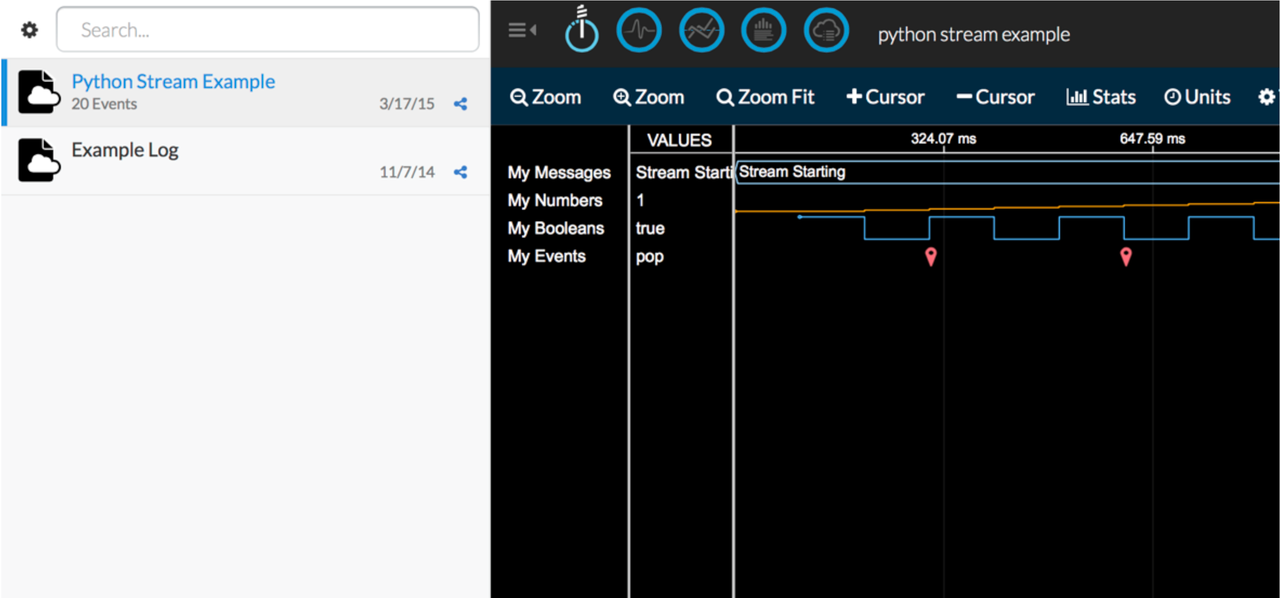 Search...
Python Stream Example
20 Events
3/17/15
Example Log
11/7/14
python stream example
Zoom Zoom Zoom Fit Cursor Cursor Stats Units
VALUES 324.07 ms 647.59 ms
My Messages Stream Starti Stream Starting
My Numbers 1
My Booleans true
My Events pop